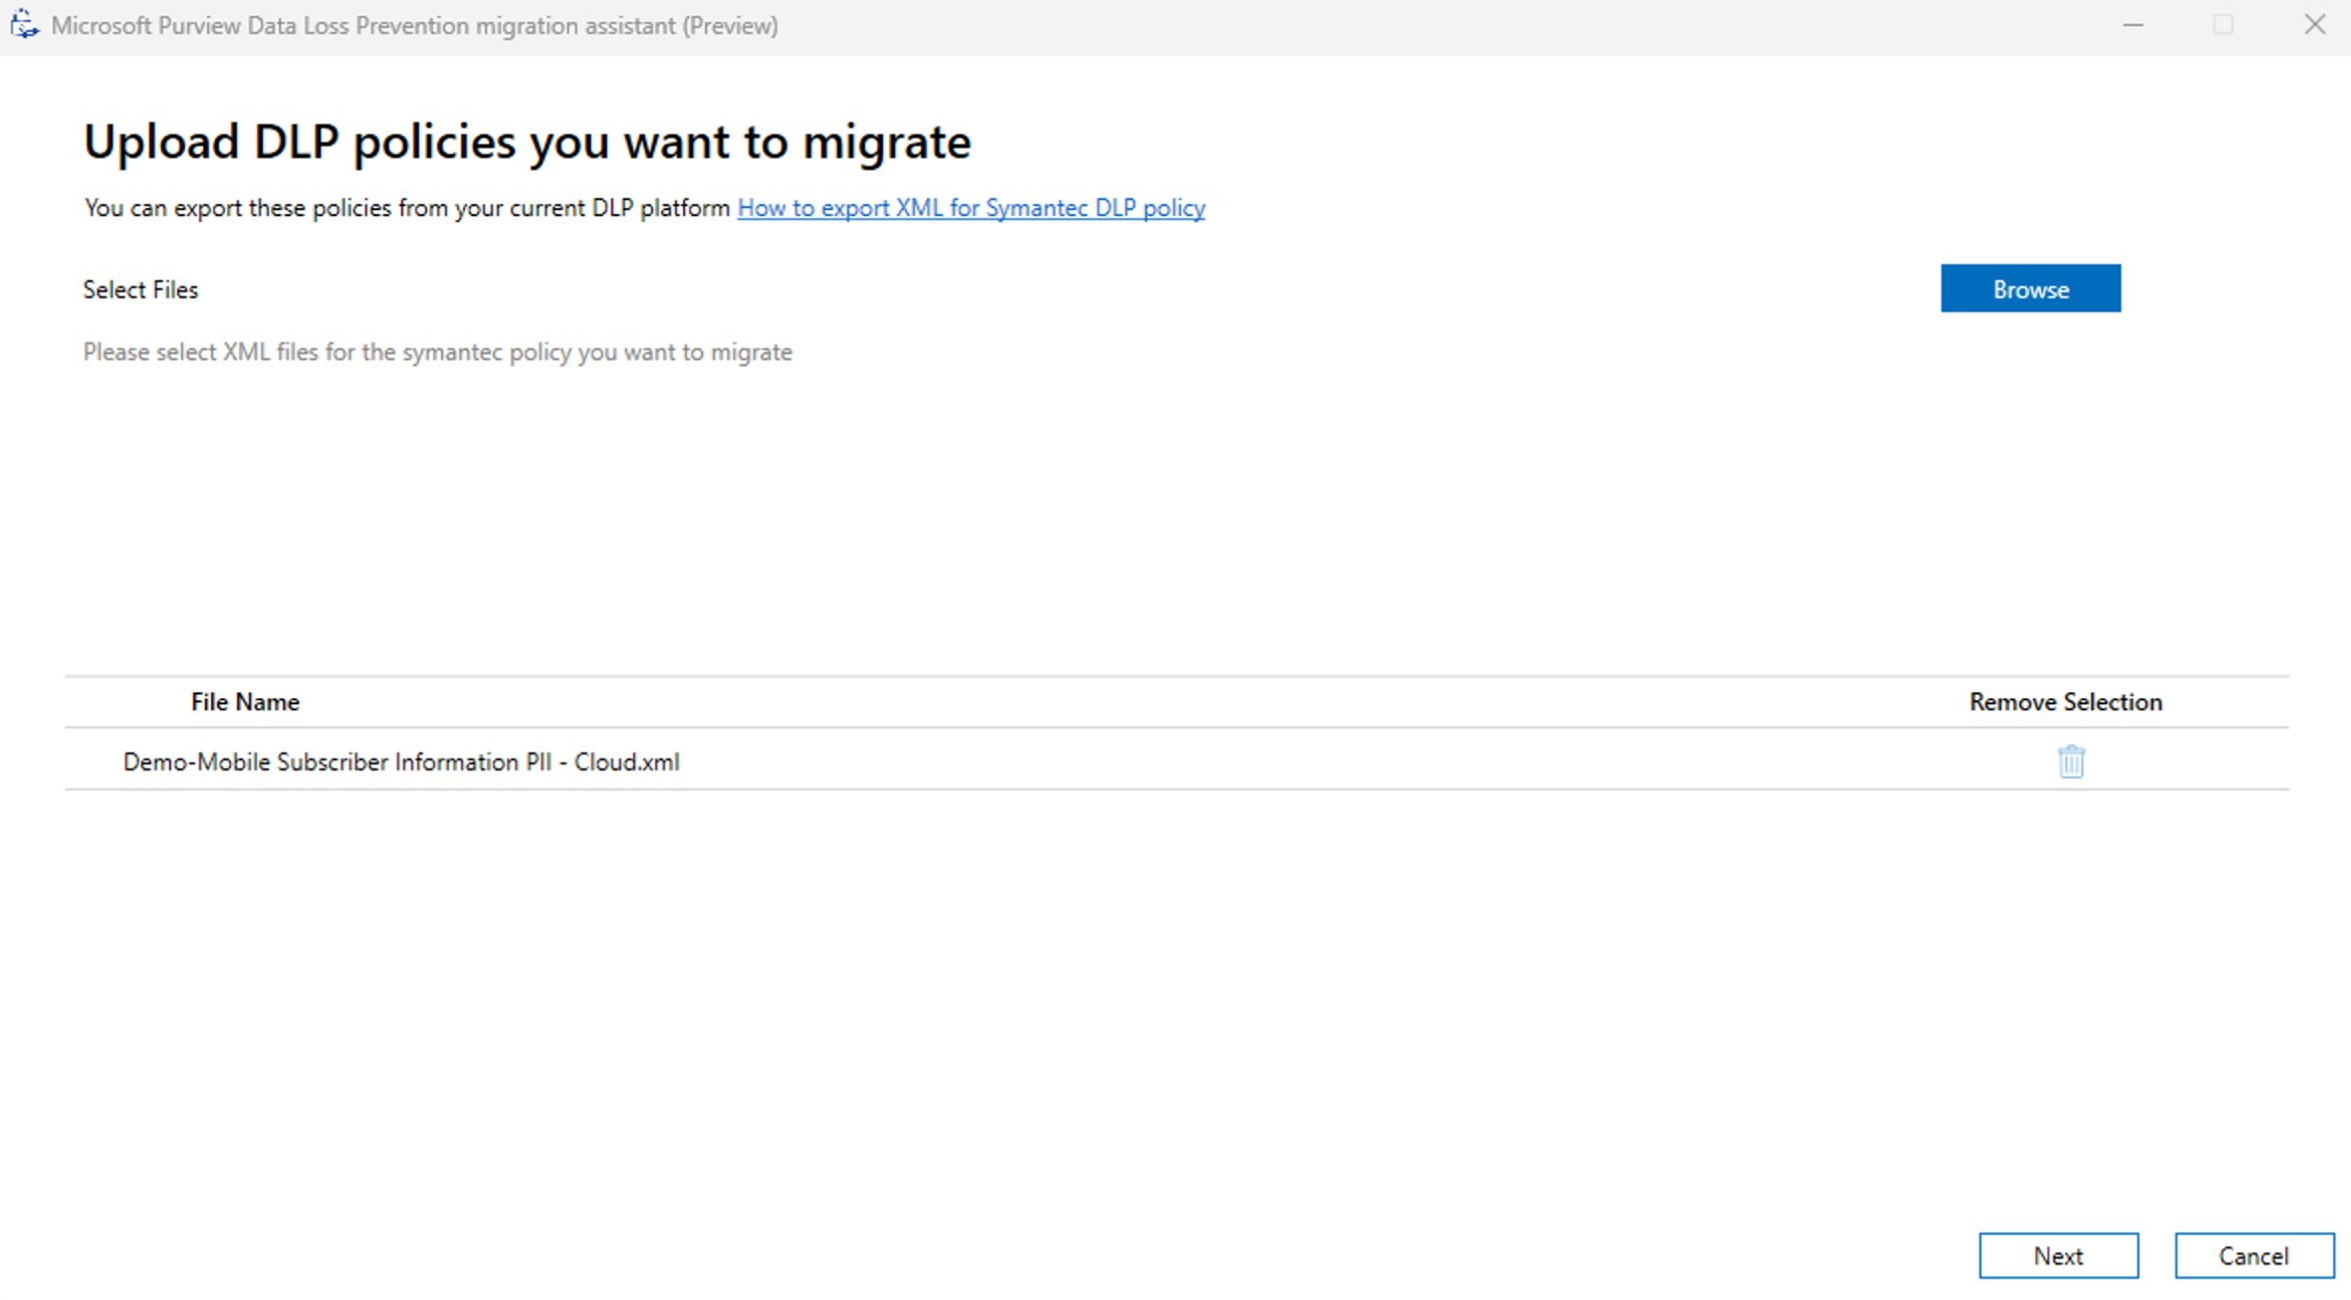 Microsoft Purview Data Loss Prevention migration assistant (Preview)
Upload DLP policies you want to migrate
You can export these policies from your current DLP platform How to export XML for Symantec DLP policy
Select Files
Browse
Please select XML files for the symantec policy you want to migrate
File Name
Remove Selection
Demo-Mobile Subscriber Information PII - Cloud.xml
Next
Cancel